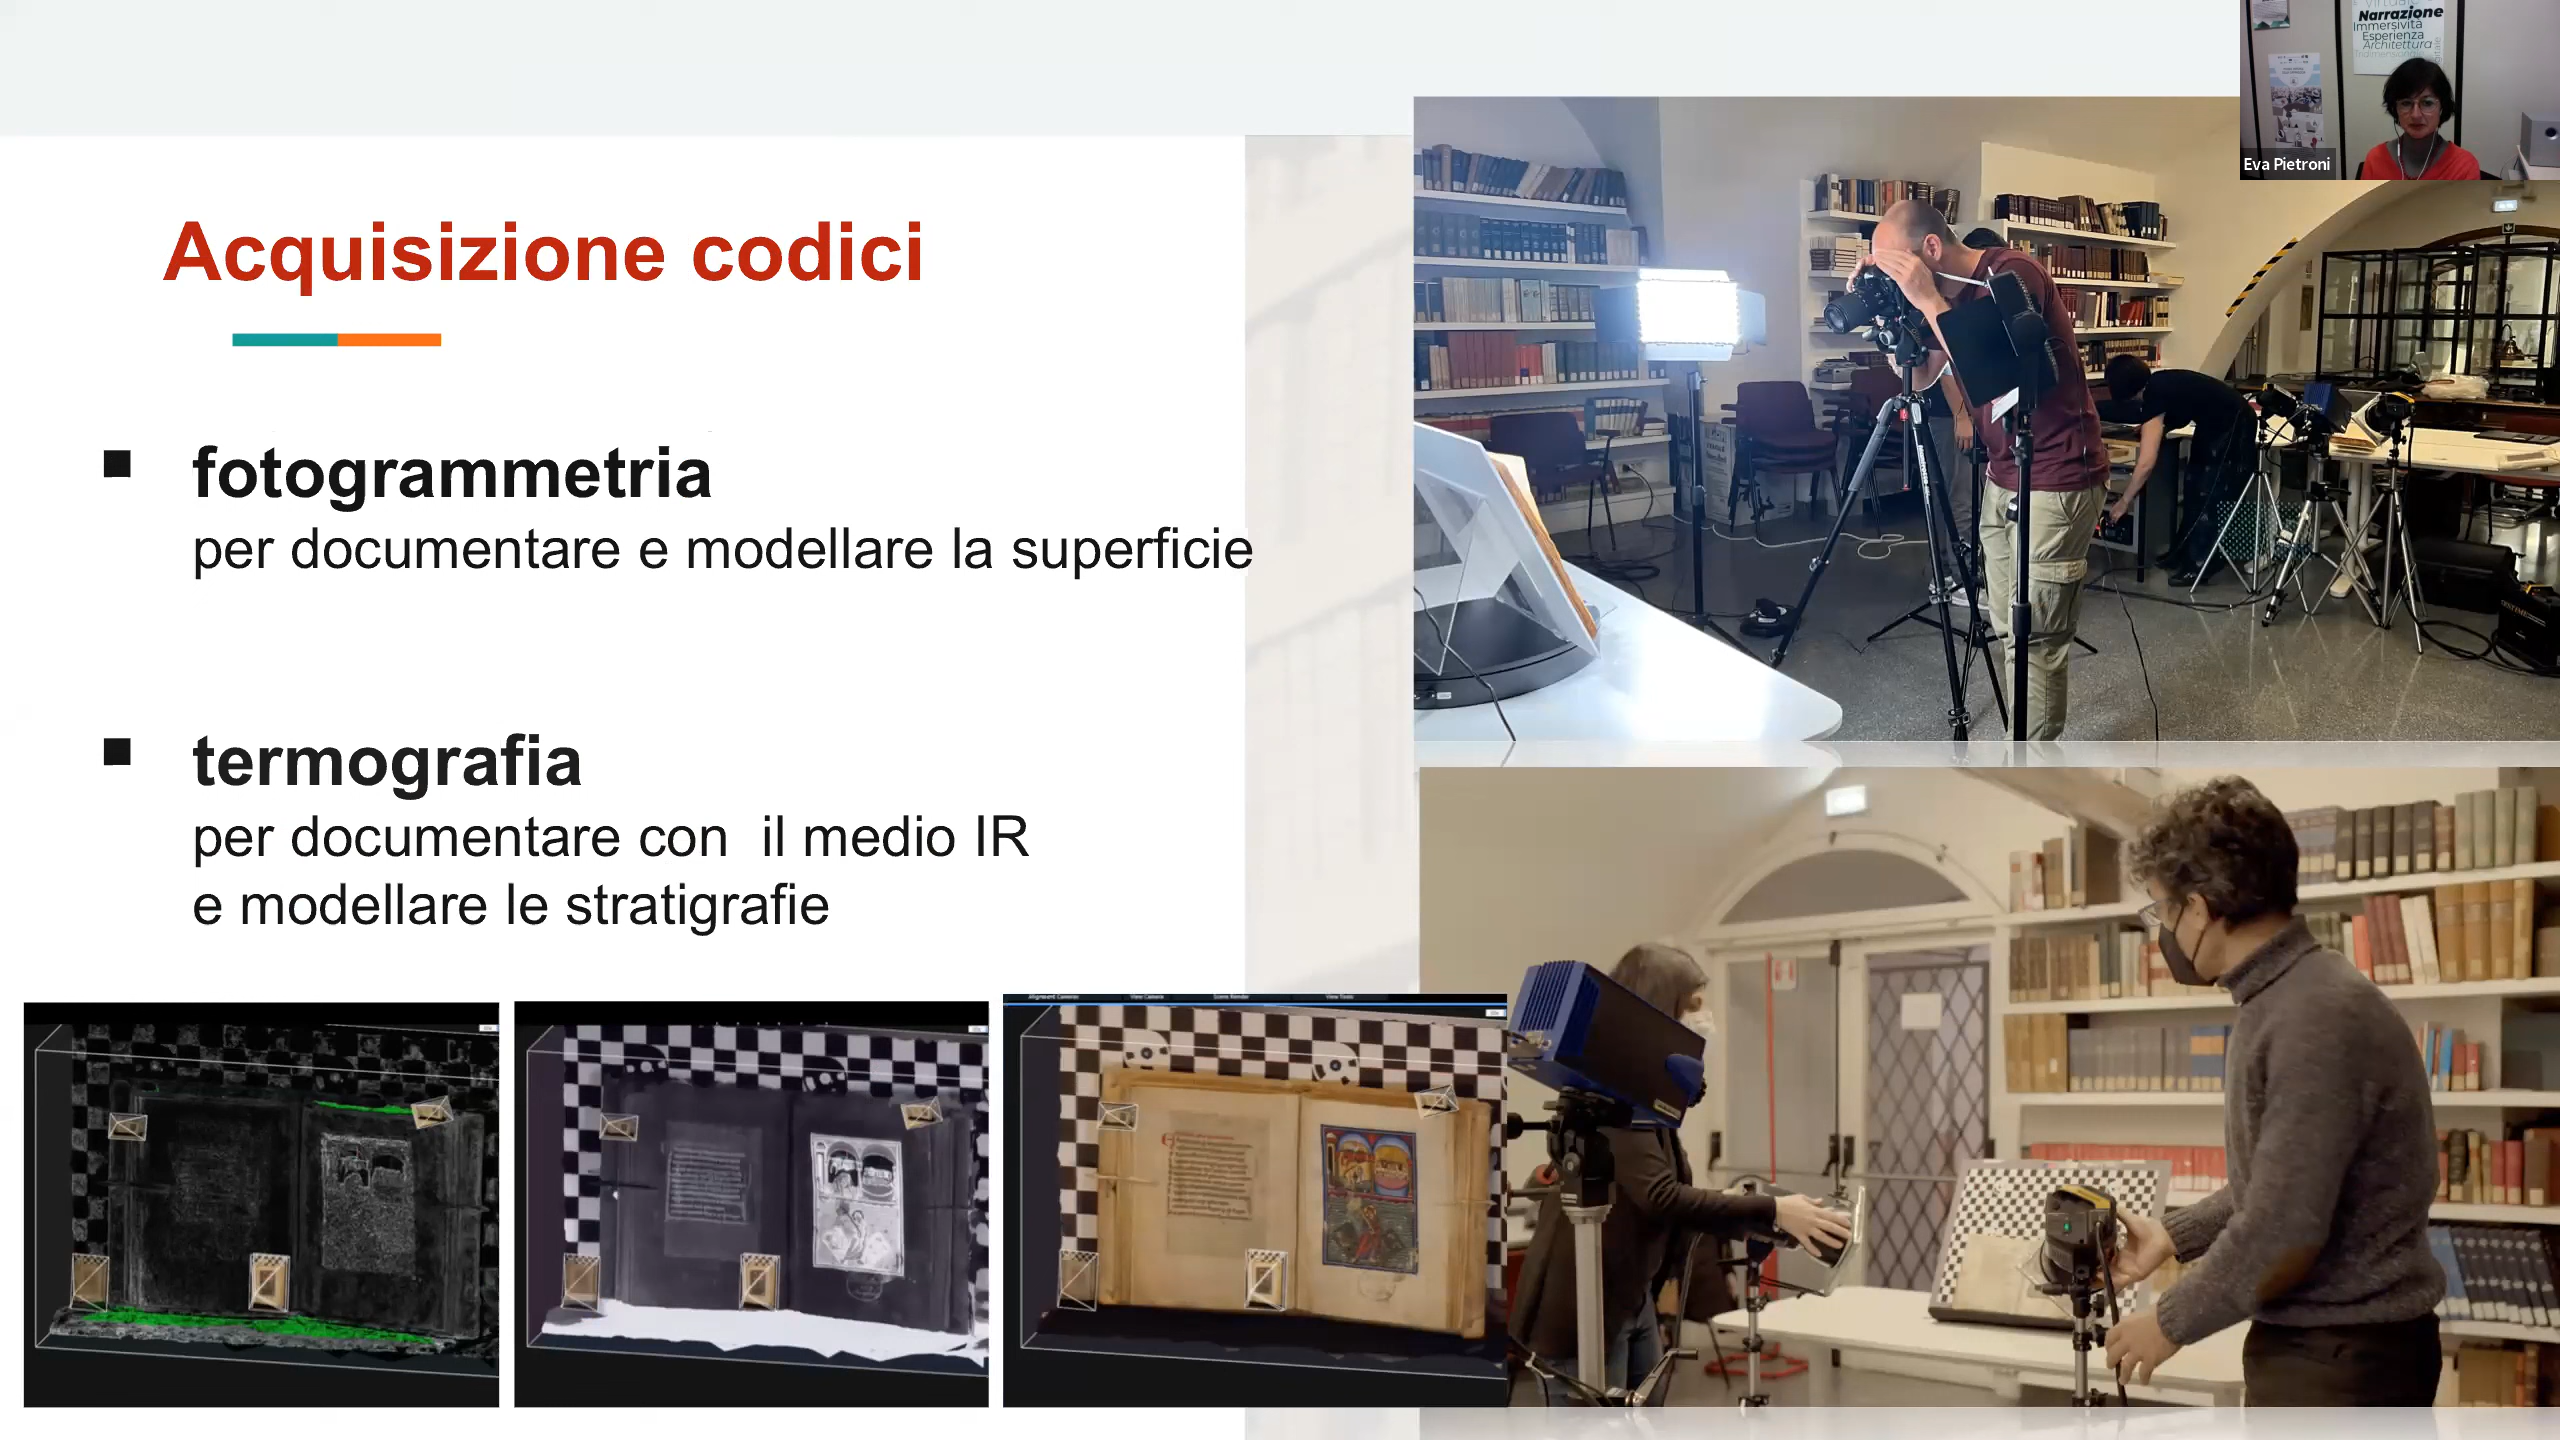 Narrazione
Immersività
Esperienza
Architettura
Eva Pietroni
Acquisizione codici
fotogrammetria
per documentare e modellare la superficie
termografia
per documentare con il medio IR
e modellare le stratigrafie